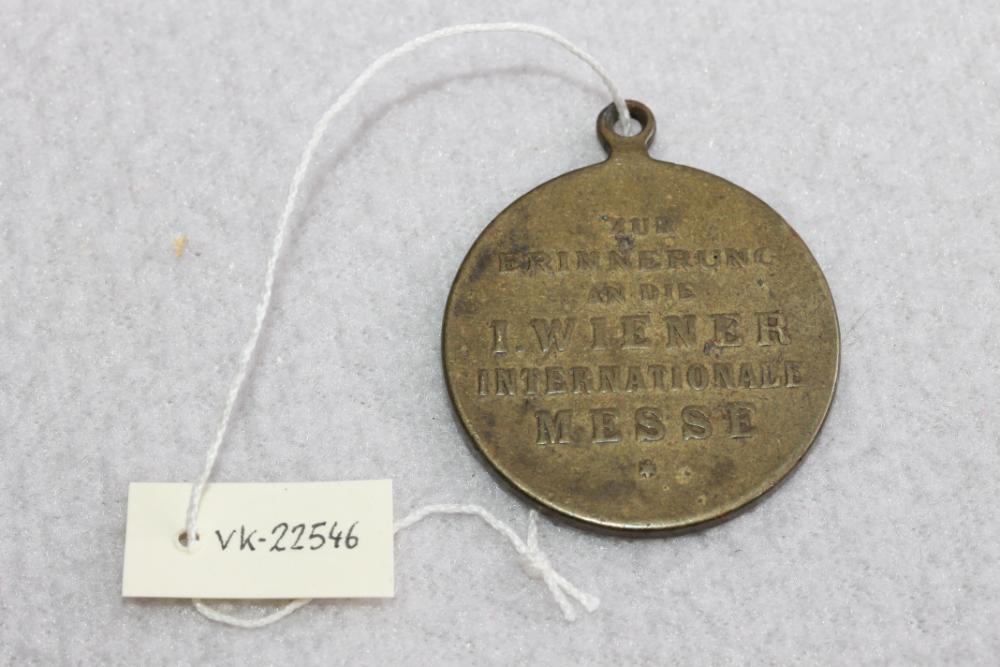 ZUR
ERINNERUNG
AN DIE
I. WIENER
INTERNATIONALE
MESSE
VK-22546